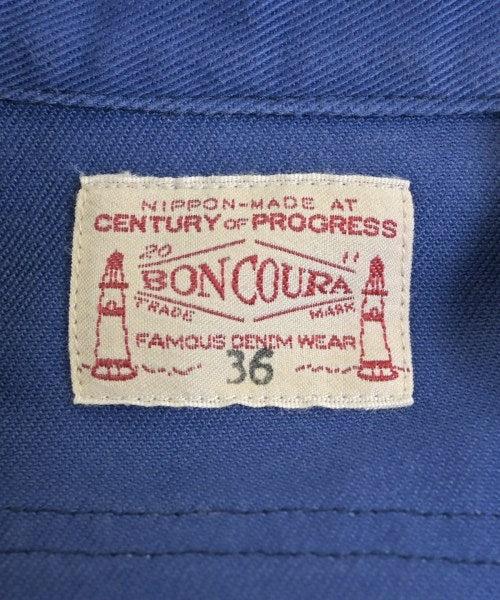 NIPPON-MADE AT
CENTURY OF PROGRESS
20 11
BONCOURA
TRADE MARK
FAMOUS DENIM WEAR
36